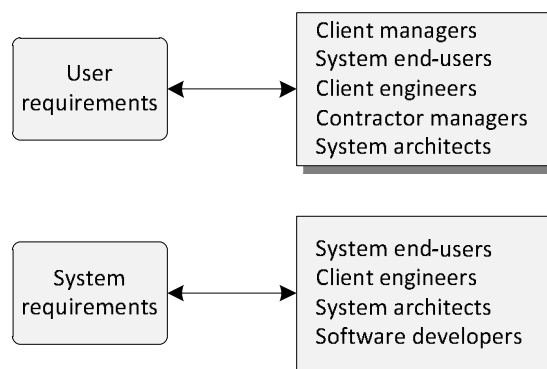 User
requirements
Client managers
System end-users
Client engineers
Contractor managers
System architects
System
requirements
System end-users
Client engineers
System architects
Software developers